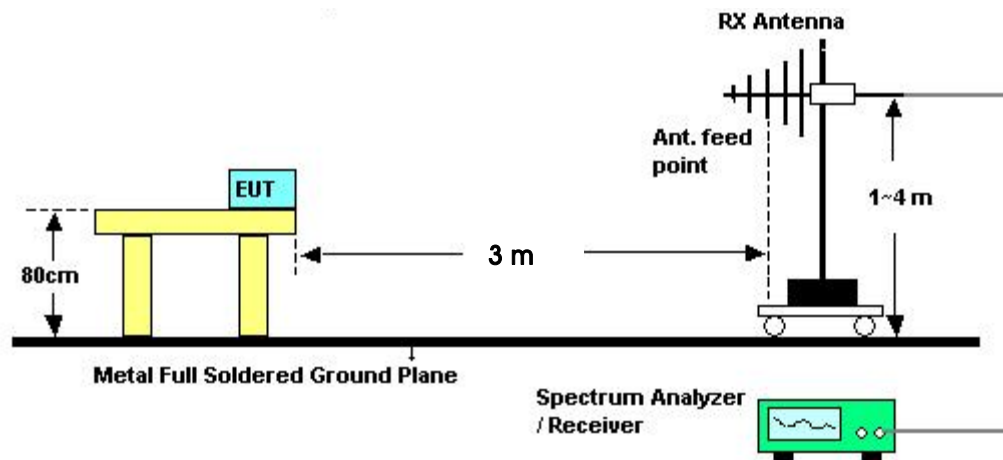 RX Antenna
Ant. feed
point
EUT
1~4 m
3 m
80cm
Metal Full Soldered Ground Plane
Spectrum Analyzer
/ Receiver